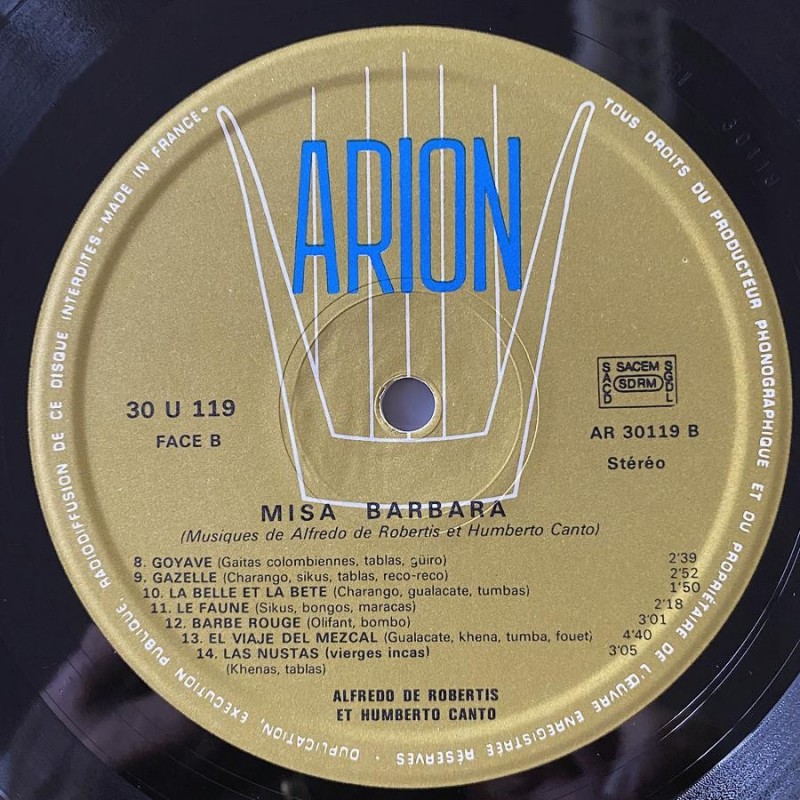 ARION
30 U 119
FACE B
SACD
SACEM
SDRM
SGDL
AR 30119 B
Stéréo
MISA BARBARA
(Musiques de Alfredo de Robertis et Humberto Canto)
8. GOYAVE (Gaitas colombiennes, tablas, güiro) 2'39
9. GAZELLE (Charango, sikus, tablas, reco-reco) 2'52
10. LA BELLE ET LA BETE (Charango, gualacate, tumbas) 1'50
11. LE FAUNE (Sikus, bongos, maracas) 2'18
12. BARBE ROUGE (Olifant, bombo) 3'01
13. EL VIAJE DEL MEZCAL (Gualacate, khena, tumba, fouet) 4'40
14. LAS NUSTAS (vierges incas) 3'05
(Khenas, tablas)
ALFREDO DE ROBERTIS
ET HUMBERTO CANTO
TOUS DROITS DU PRODUCTEUR PHONOGRAPHIQUE ET DU PROPRIÉTAIRE DE L'ŒUVRE ENREGISTRÉE RÉSERVÉS - DUPLICATION, EXÉCUTION PUBLIQUE, RADIODIFFUSION DE CE DISQUE INTERDITES - MADE IN FRANCE -